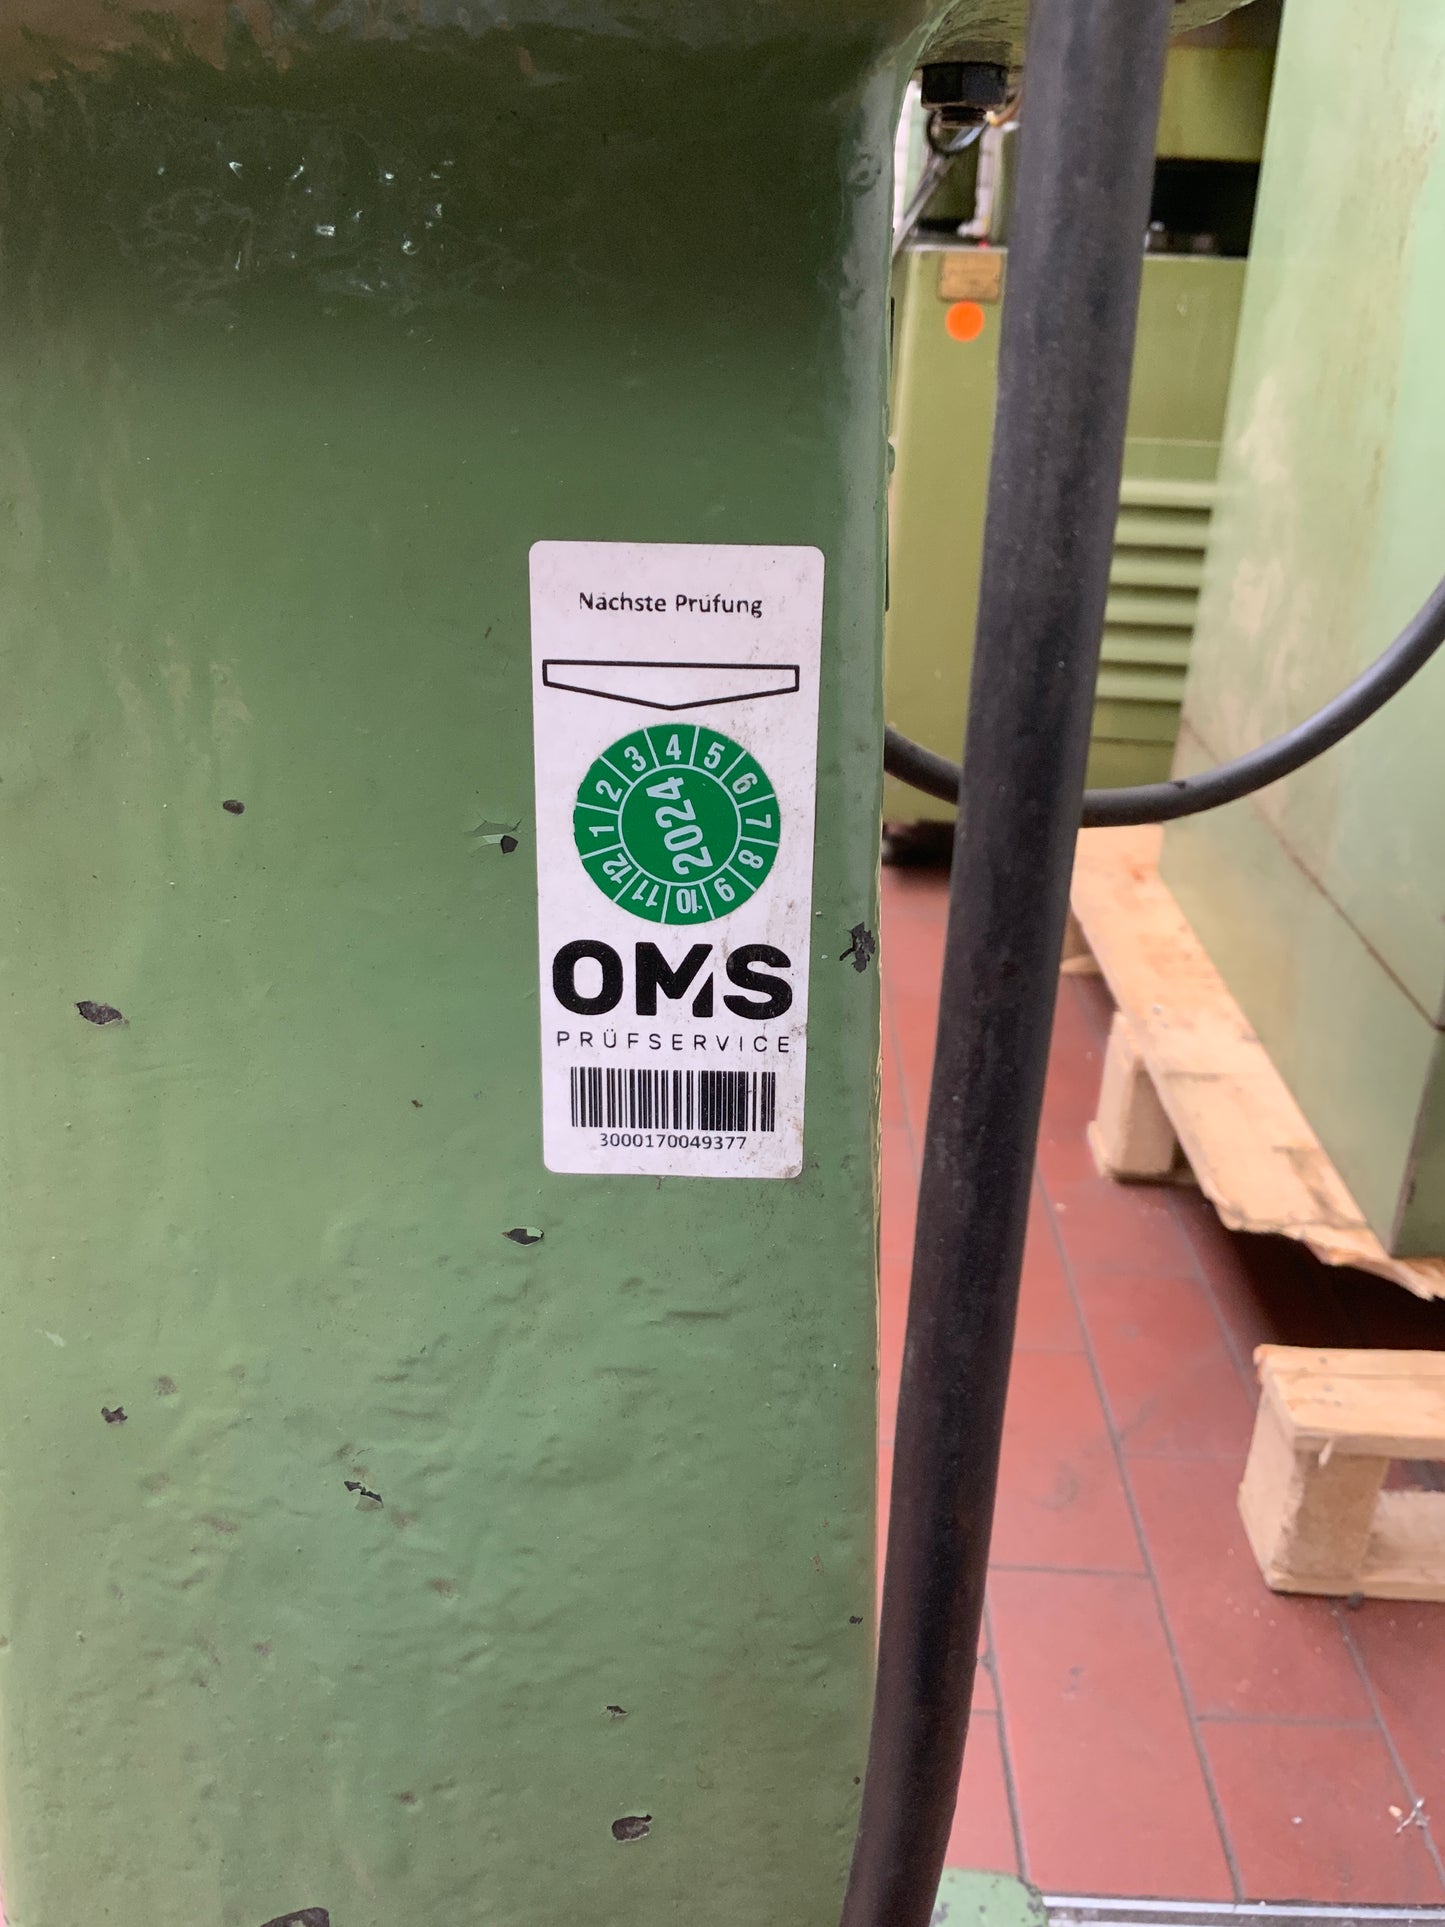 Nächste Prüfung
1 2 3 4 5 6 7 8 9 10 11 12
2024
OMS
PRÜFSERVICE
3000170049377